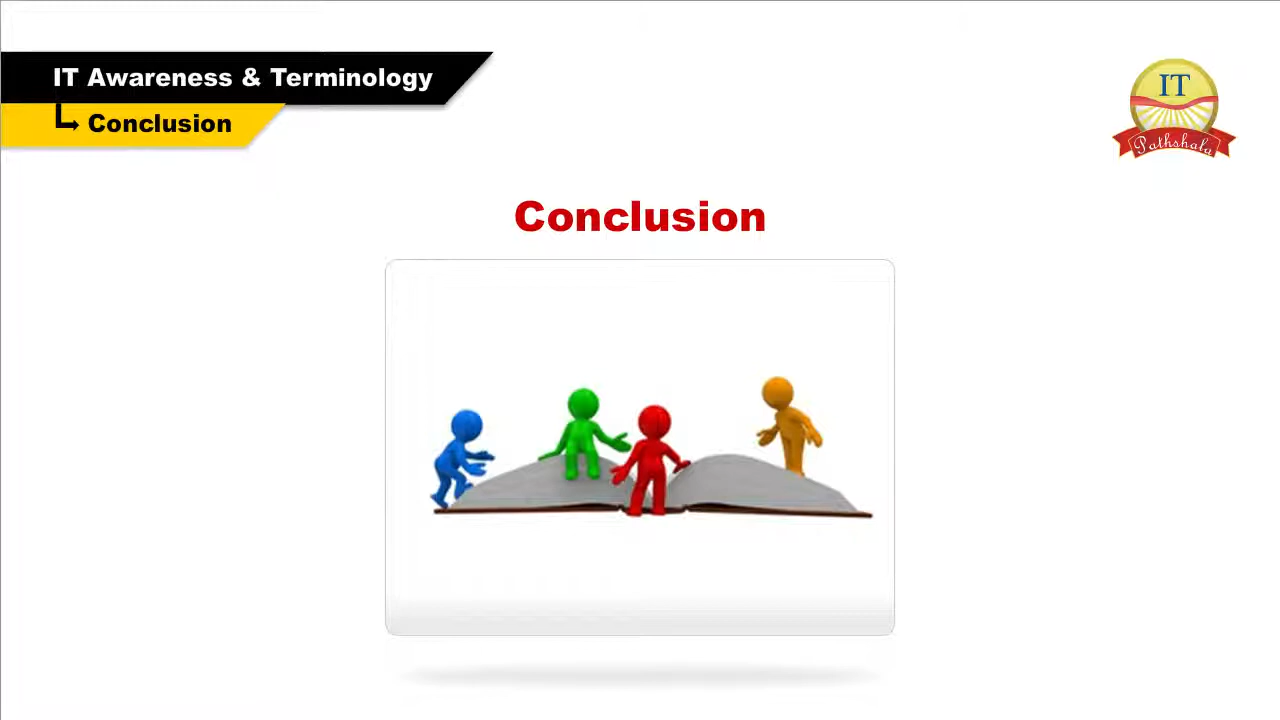 IT Awareness & Terminology
Conclusion
IT
Pathshala
Conclusion